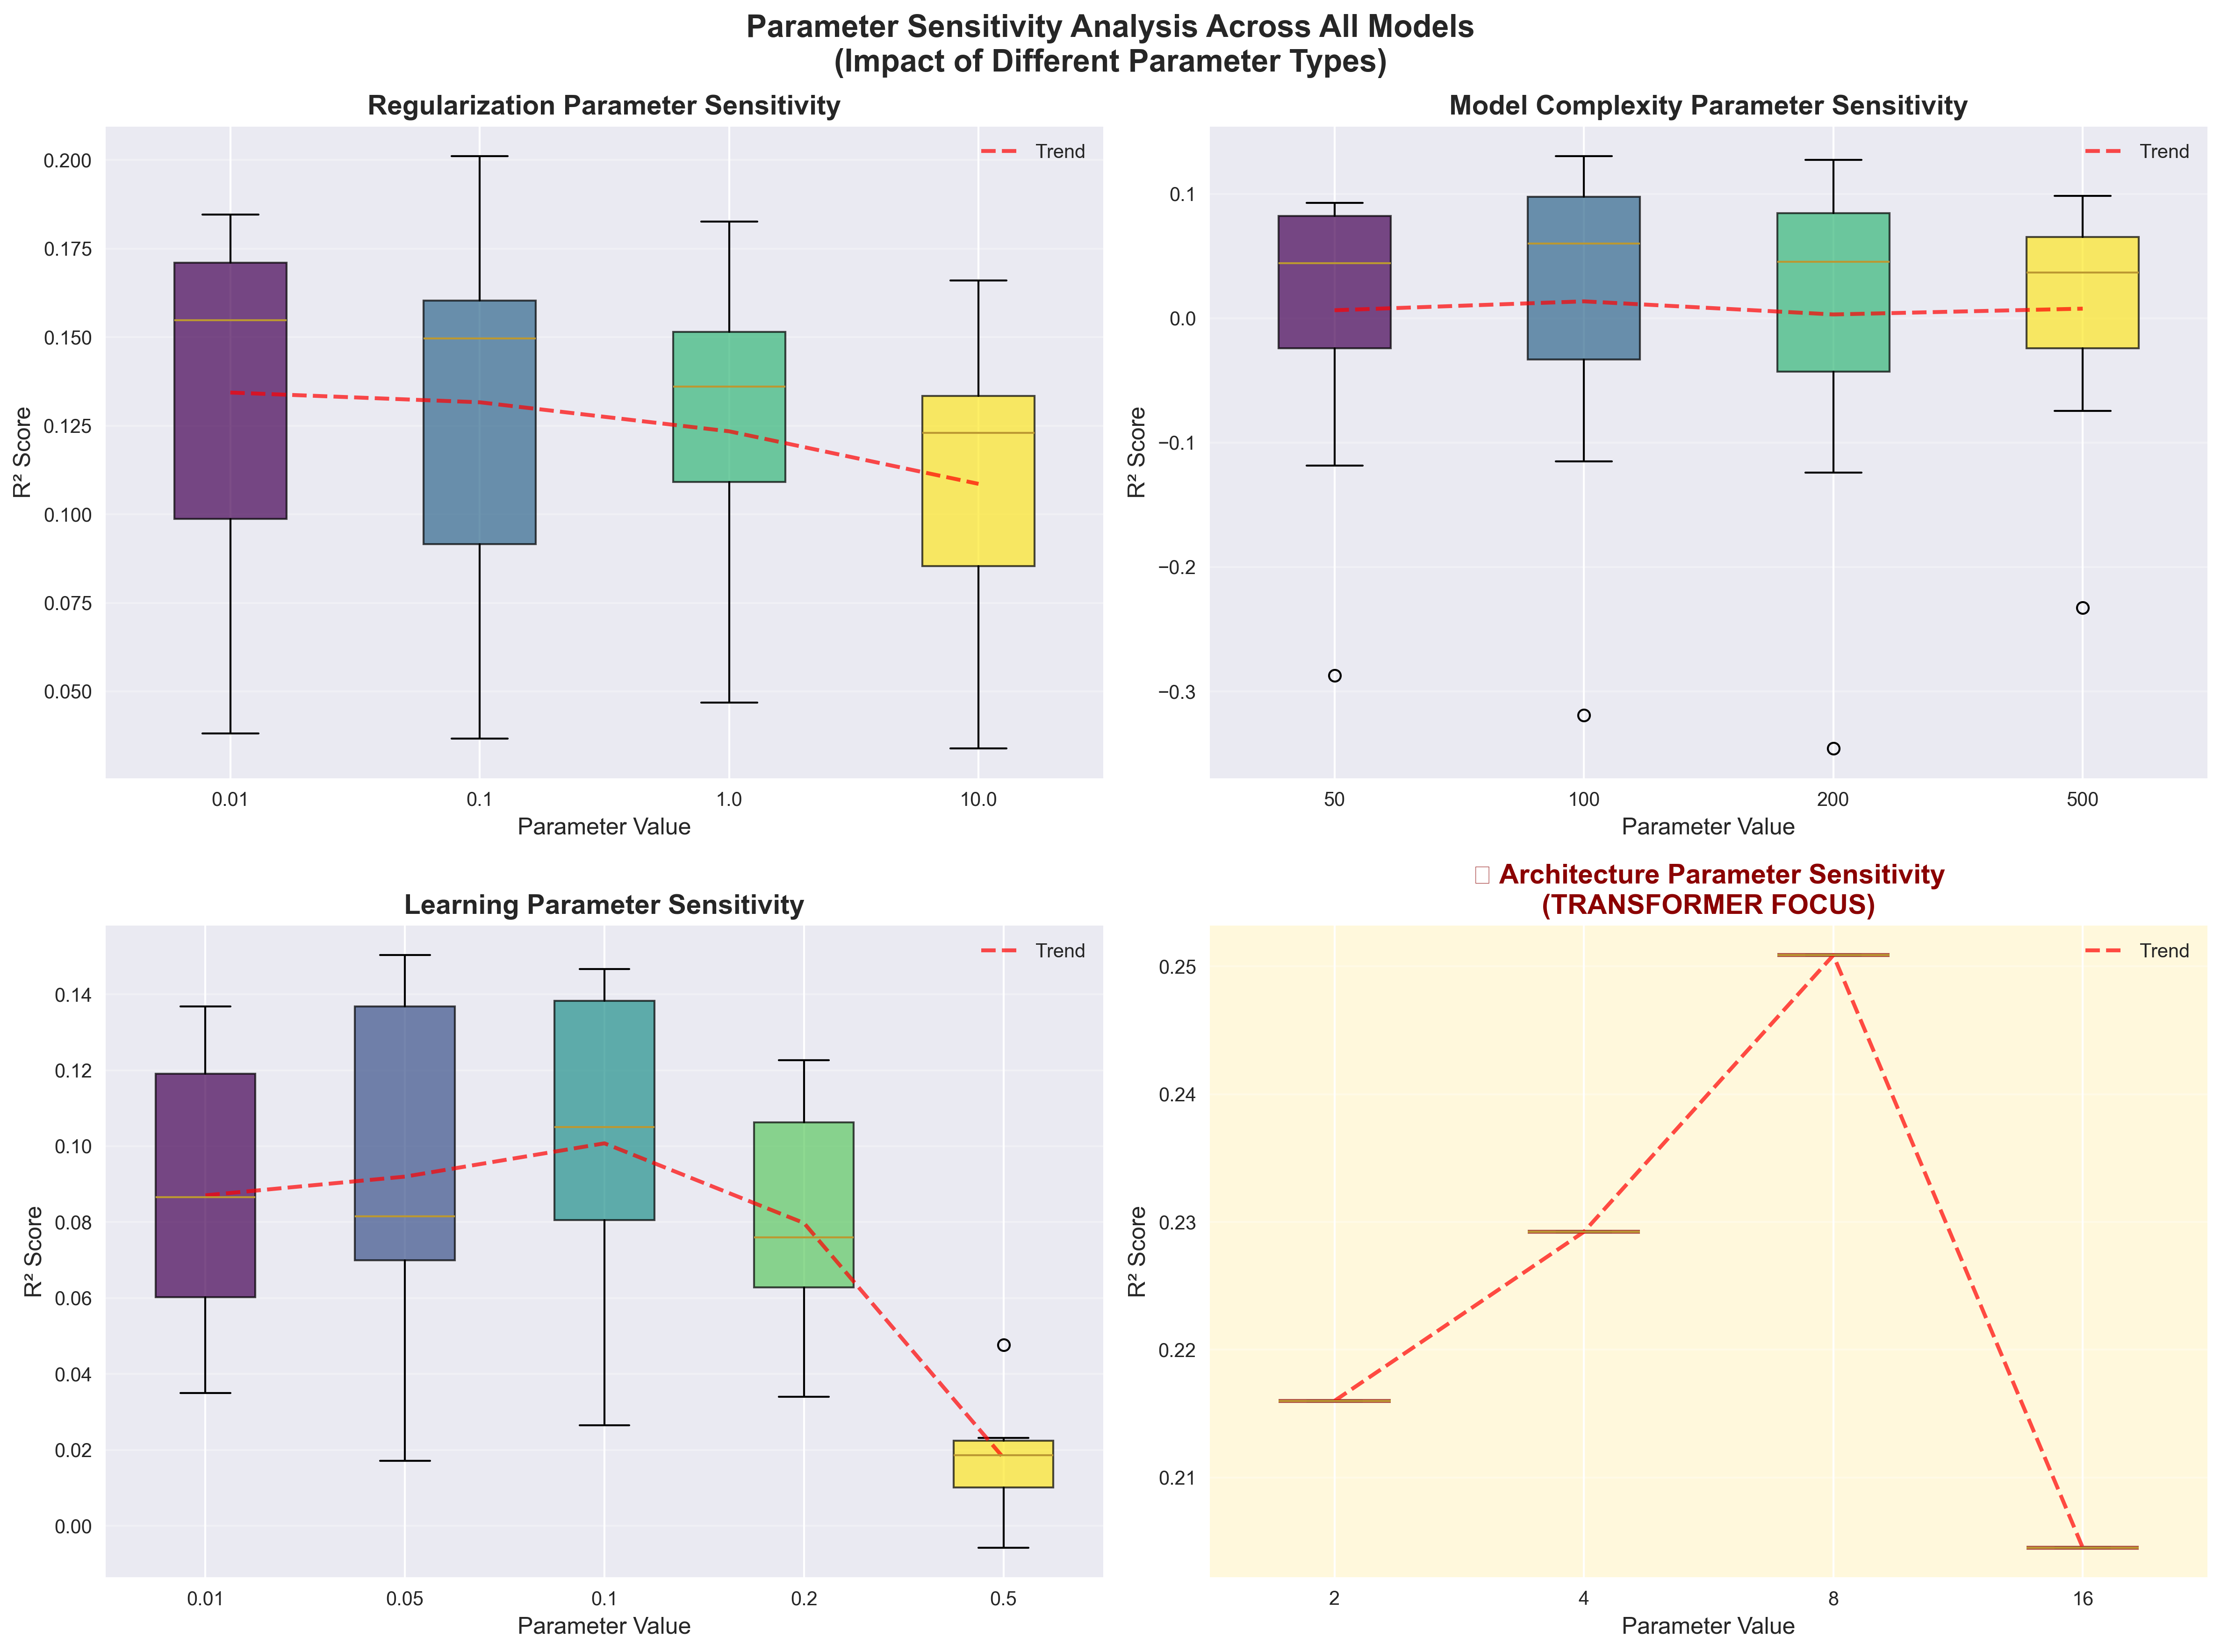 Parameter Sensitivity Analysis Across All Models
(Impact of Different Parameter Types)
Regularization Parameter Sensitivity
Trend
0.200
0.175
0.150
0.125
0.100
0.075
0.050
R² Score
0.01
0.1
1.0
10.0
Parameter Value
Model Complexity Parameter Sensitivity
Trend
0.1
0.0
−0.1
−0.2
−0.3
R² Score
50
100
200
500
Parameter Value
Learning Parameter Sensitivity
Trend
0.14
0.12
0.10
0.08
0.06
0.04
0.02
0.00
R² Score
0.01
0.05
0.1
0.2
0.5
Parameter Value
Architecture Parameter Sensitivity
(TRANSFORMER FOCUS)
Trend
0.25
0.24
0.23
0.22
0.21
R² Score
2
4
8
16
Parameter Value